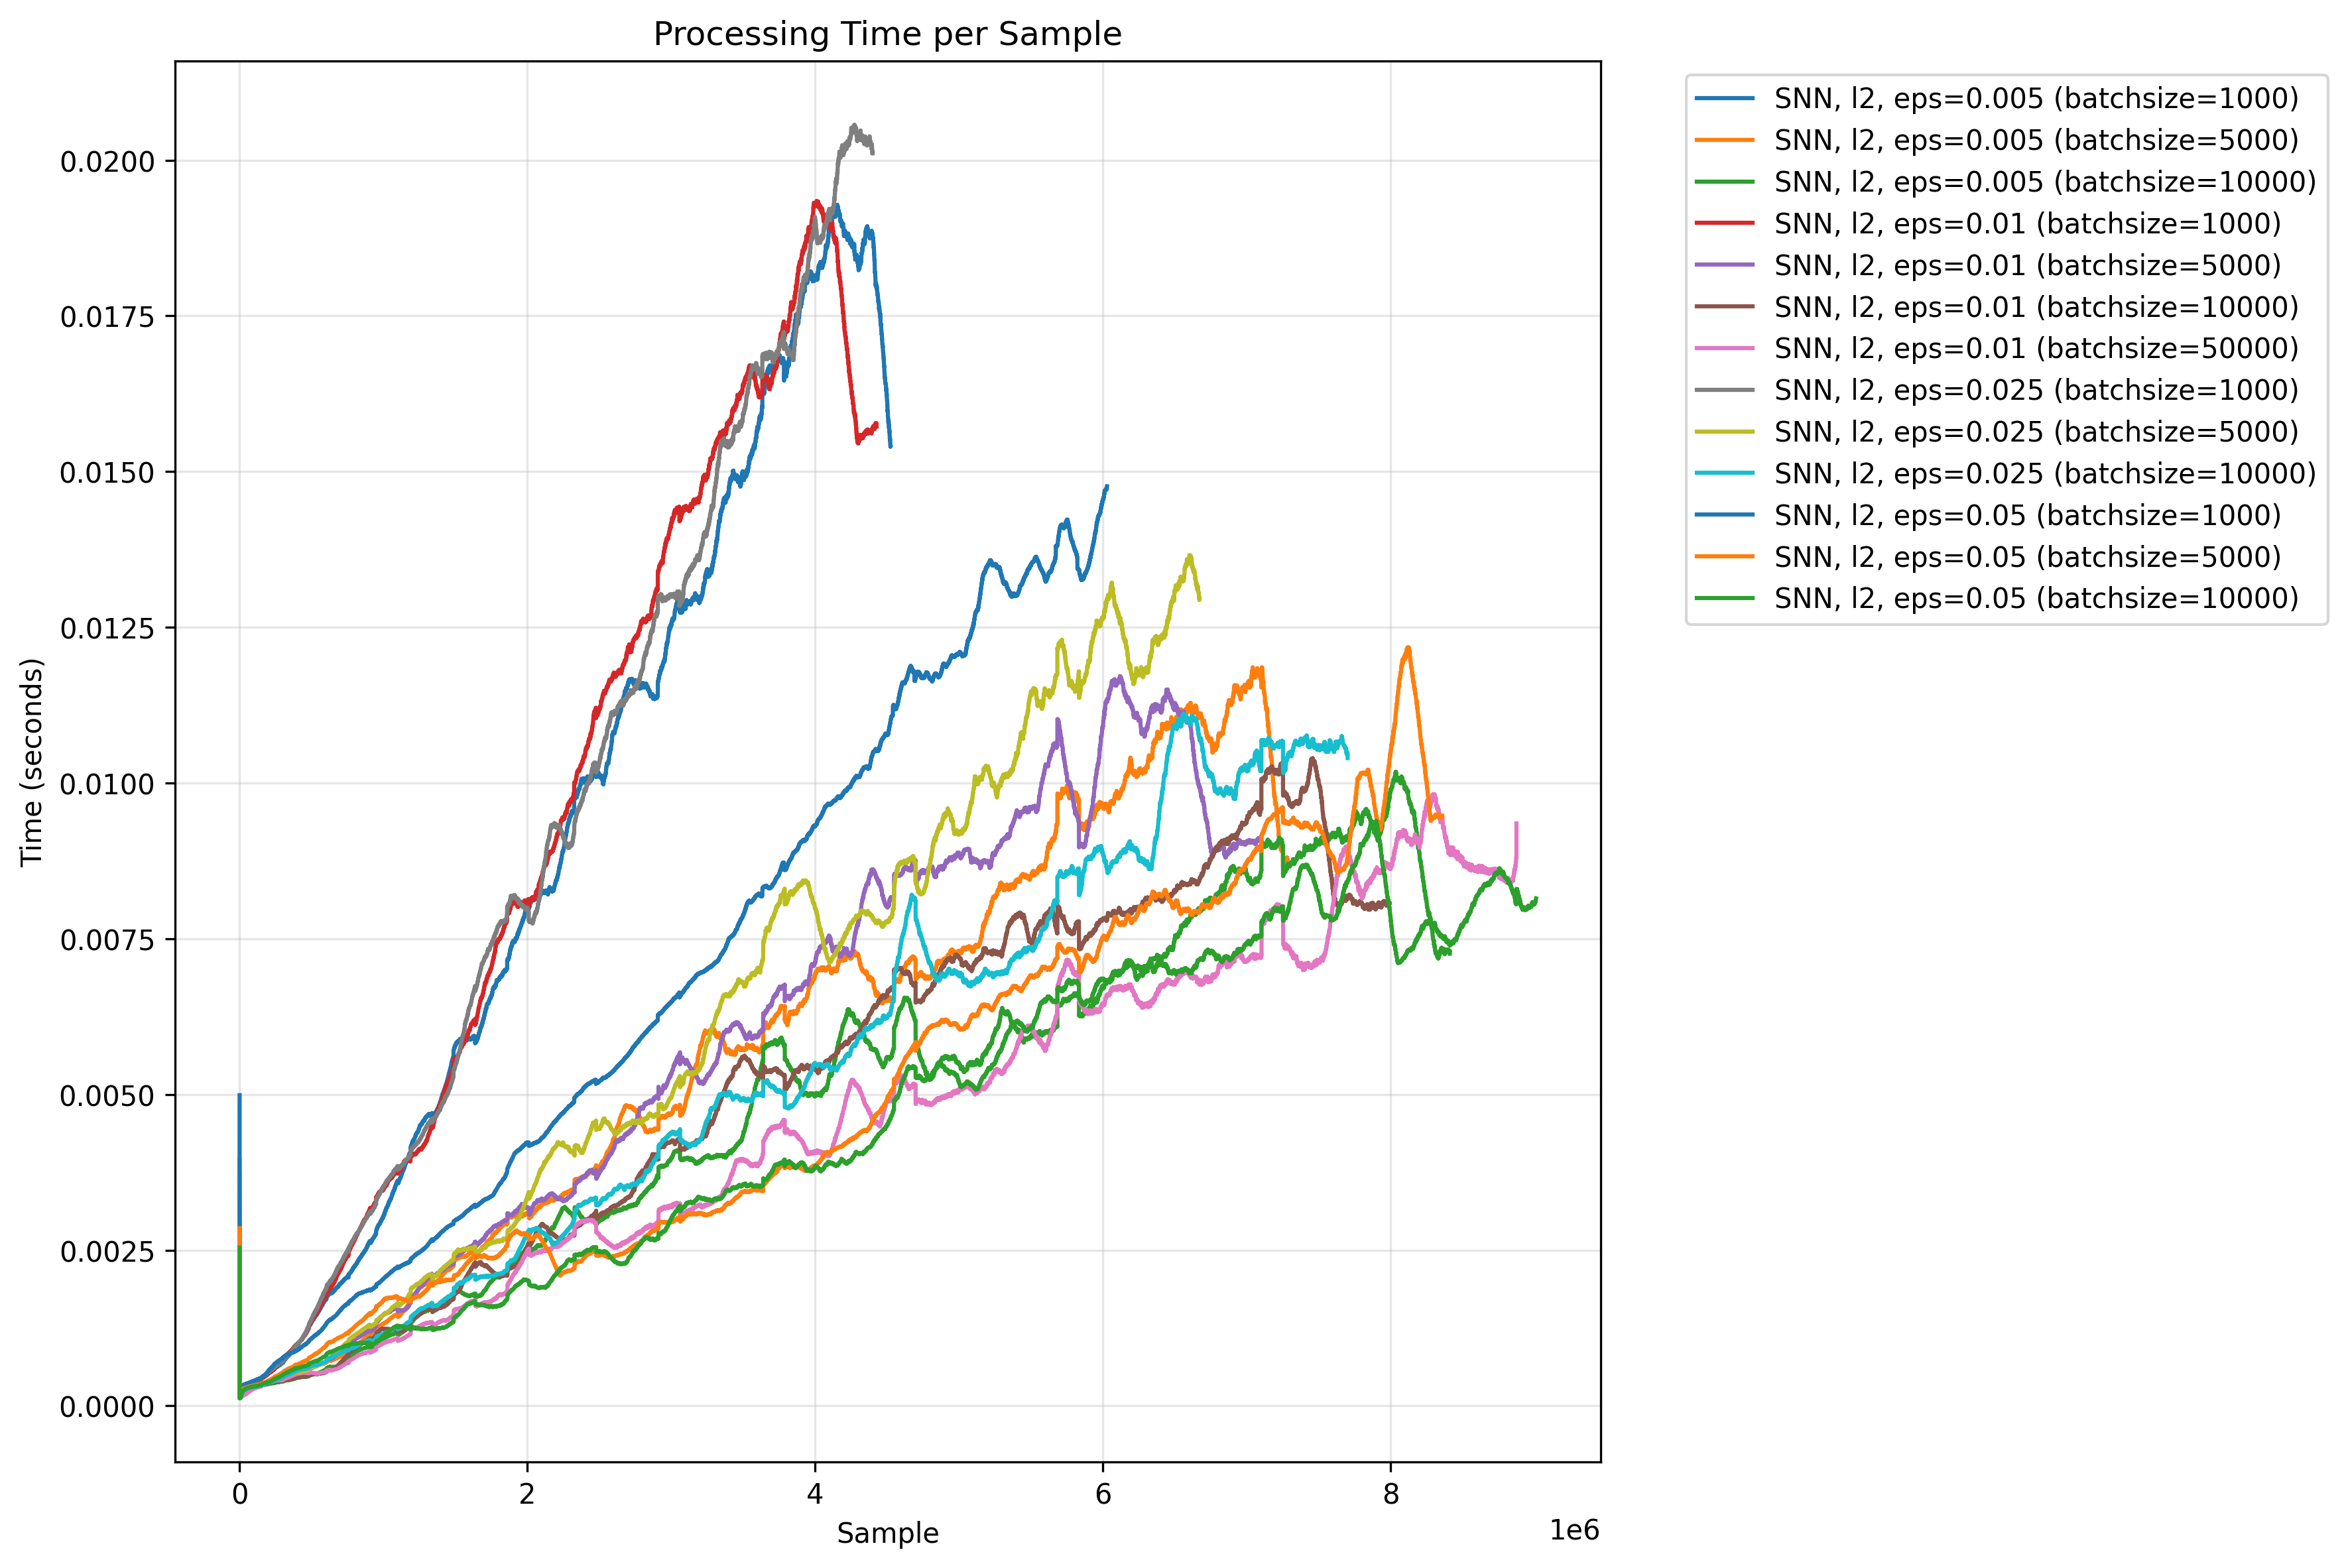 Processing Time per Sample
Time (seconds)
0.0200
0.0175
0.0150
0.0125
0.0100
0.0075
0.0050
0.0025
0.0000
0
2
4
6
8
1e6
Sample
SNN, l2, eps=0.005 (batchsize=1000)
SNN, l2, eps=0.005 (batchsize=5000)
SNN, l2, eps=0.005 (batchsize=10000)
SNN, l2, eps=0.01 (batchsize=1000)
SNN, l2, eps=0.01 (batchsize=5000)
SNN, l2, eps=0.01 (batchsize=10000)
SNN, l2, eps=0.01 (batchsize=50000)
SNN, l2, eps=0.025 (batchsize=1000)
SNN, l2, eps=0.025 (batchsize=5000)
SNN, l2, eps=0.025 (batchsize=10000)
SNN, l2, eps=0.05 (batchsize=1000)
SNN, l2, eps=0.05 (batchsize=5000)
SNN, l2, eps=0.05 (batchsize=10000)